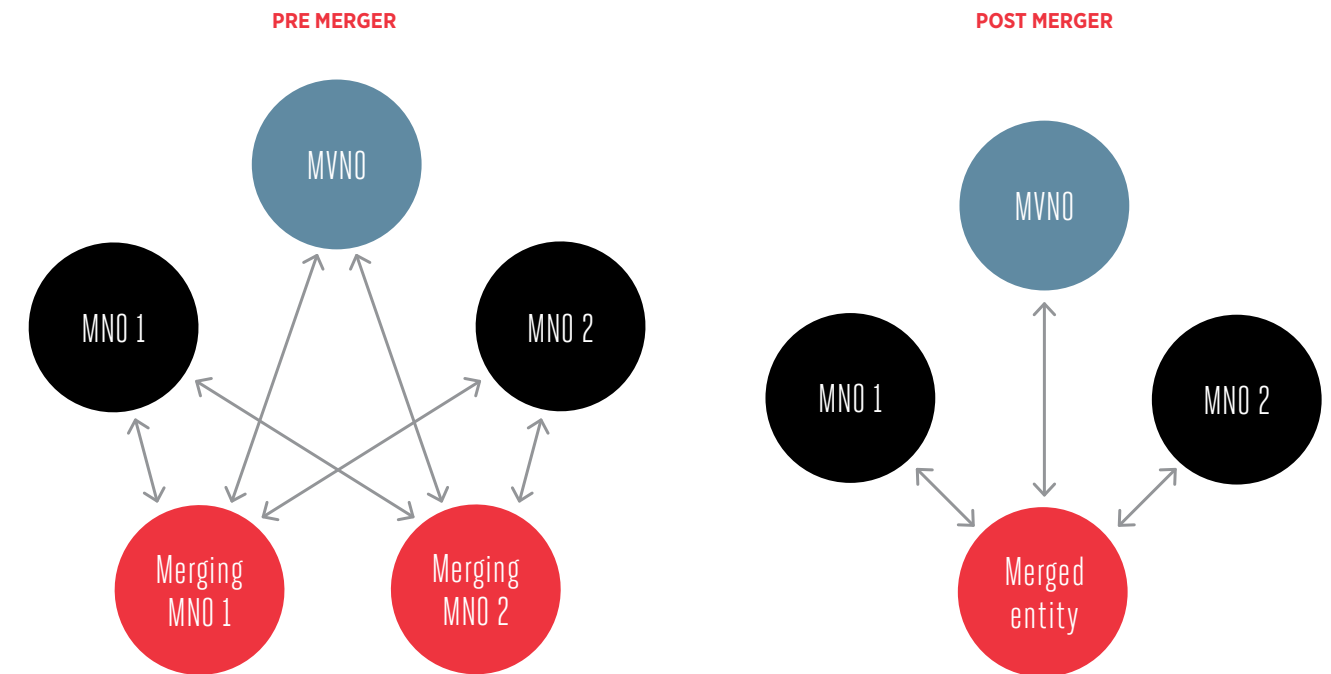 PRE MERGER
MVNO
MNO 1
MNO 2
Merging
MNO 1
Merging
MNO 2
POST MERGER
MVNO
MNO 1
MNO 2
Merged
entity